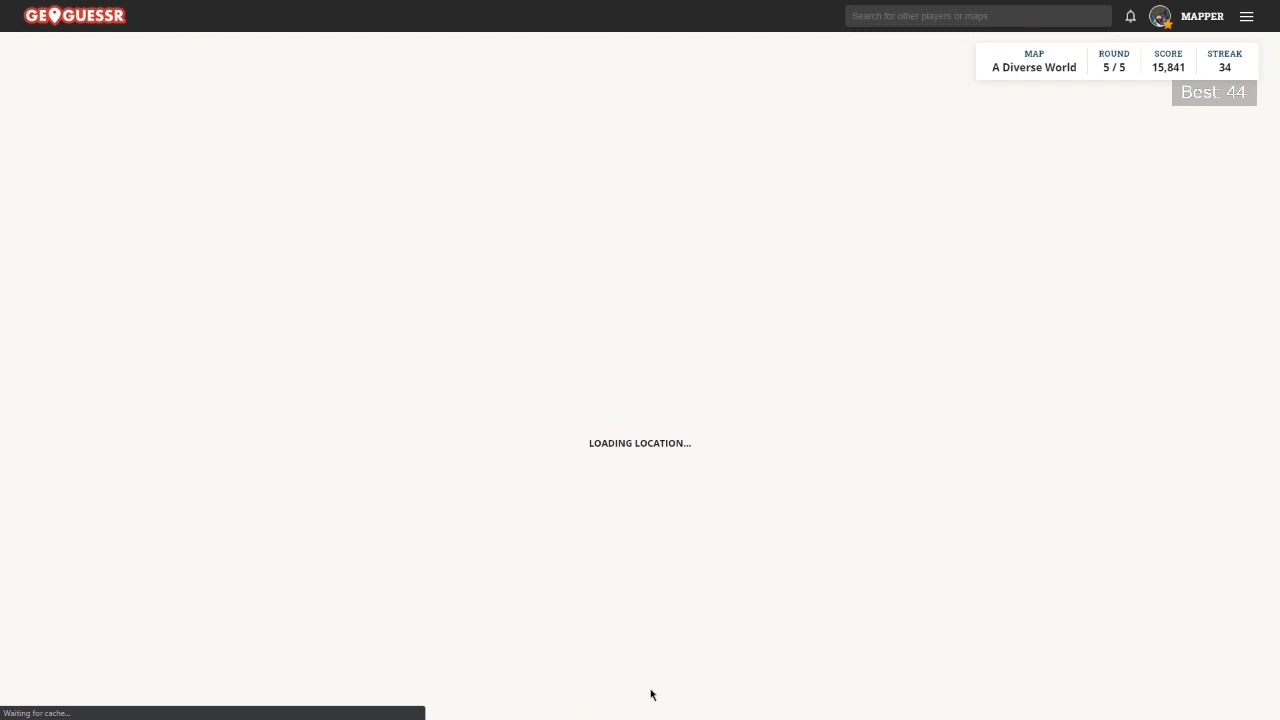 GEOGUESSR
Search for other players or maps
MAPPER
MAP ROUND SCORE STREAK
A Diverse World 5 / 5 15,841 34
Best: 44
LOADING LOCATION...
Waiting for cache...